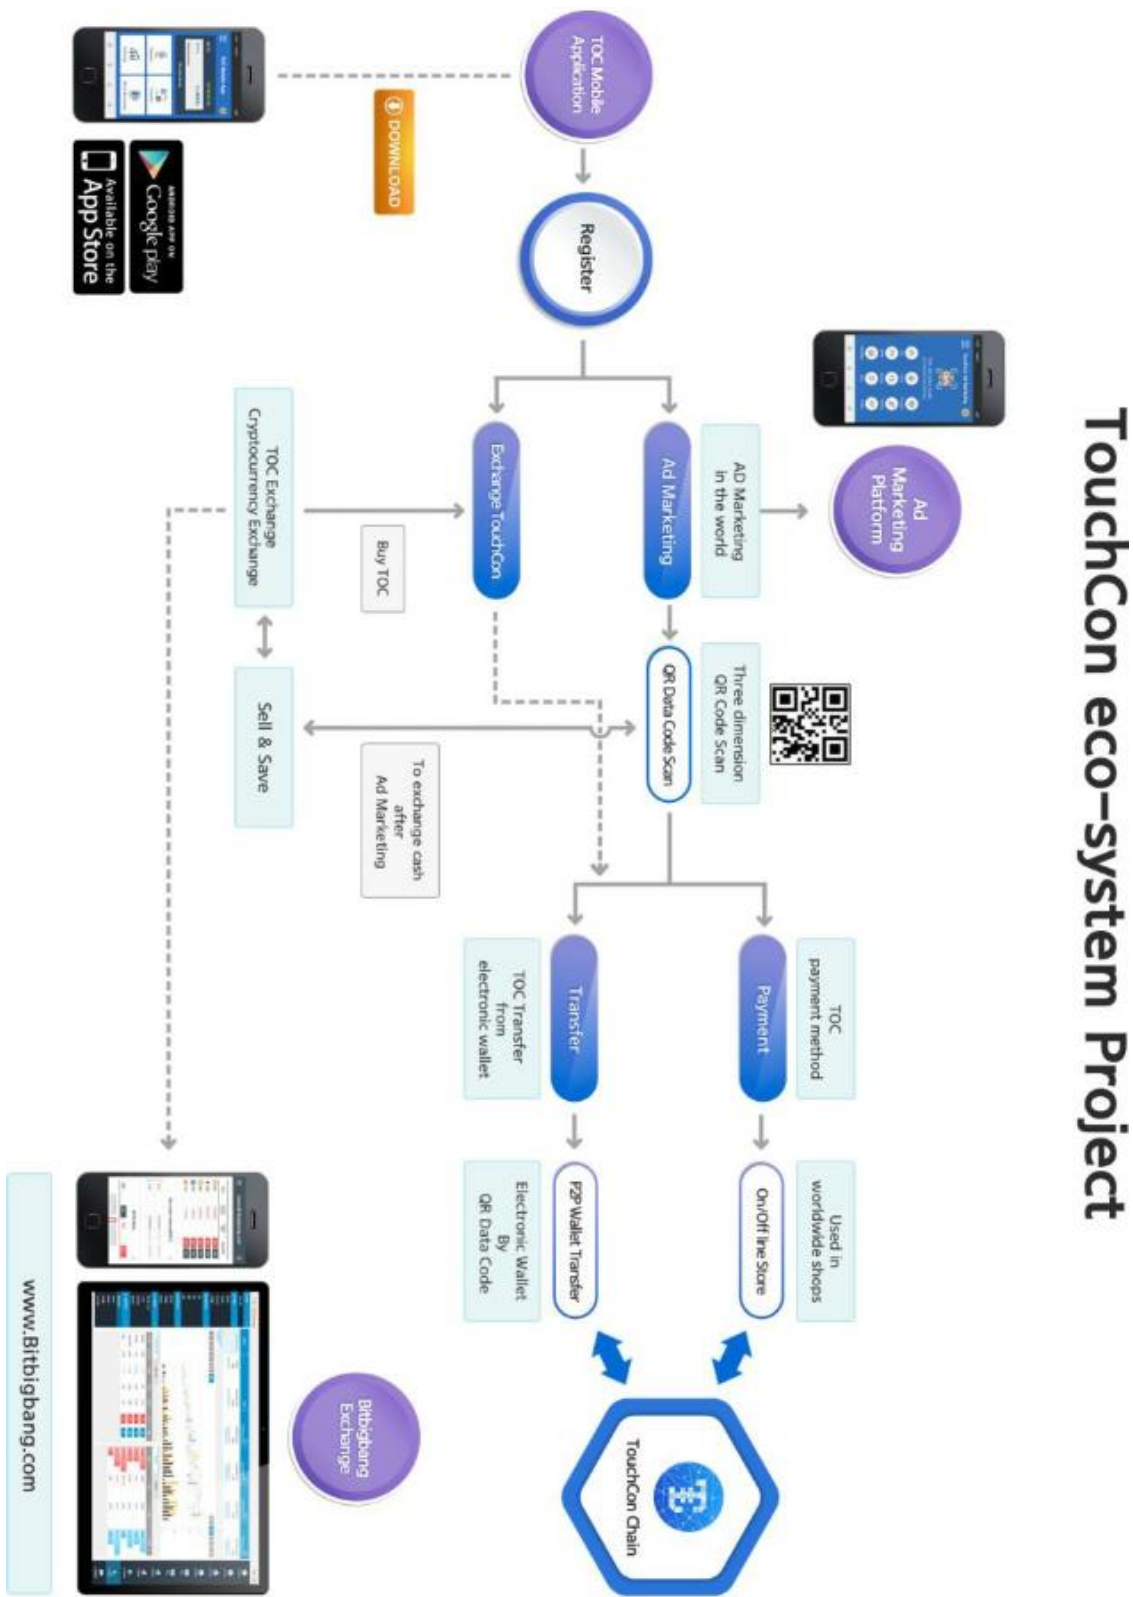 TouchCon eco-system Project
TOC Mobile
Application
DOWNLOAD
ANDROID APP ON
Google play
Available on the
App Store
Register
Ad
Marketing
Platform
AD Marketing
in the world
Ad Marketing
Exchange TouchCon
Buy TOC
TOC Exchange
Cryptocurrency Exchange
Three dimension
QR Code Scan
QR Data Code Scan
To exchange cash
after
Ad Marketing
Sell & Save
TOC
payment method
Payment
Transfer
TOC Transfer
from
electronic wallet
Used in
worldwide shops
On/Off line Store
P2P Wallet Transfer
Electronic Wallet
By
QR Data Code
TouchCon Chain
Bitbigbang
Exchange
www.Bitbigbang.com